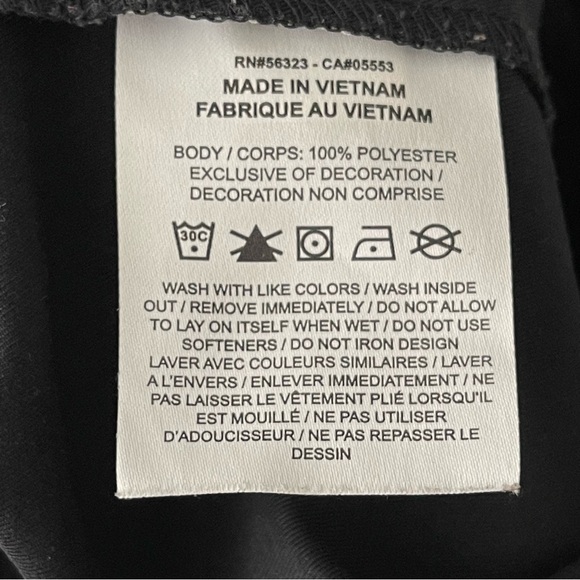 RN#56323 - CA#05553
MADE IN VIETNAM
FABRIQUE AU VIETNAM
BODY / CORPS: 100% POLYESTER
EXCLUSIVE OF DECORATION /
DECORATION NON COMPRISE
30C
WASH WITH LIKE COLORS / WASH INSIDE
OUT / REMOVE IMMEDIATELY / DO NOT ALLOW
TO LAY ON ITSELF WHEN WET / DO NOT USE
SOFTENERS / DO NOT IRON DESIGN
LAVER AVEC COULEURS SIMILAIRES / LAVER
A L'ENVERS / ENLEVER IMMEDIATEMENT / NE
PAS LAISSER LE VÊTEMENT PLIÉ LORSQU'IL
EST MOUILLÉ / NE PAS UTILISER
D'ADOUCISSEUR / NE PAS REPASSER LE
DESSIN